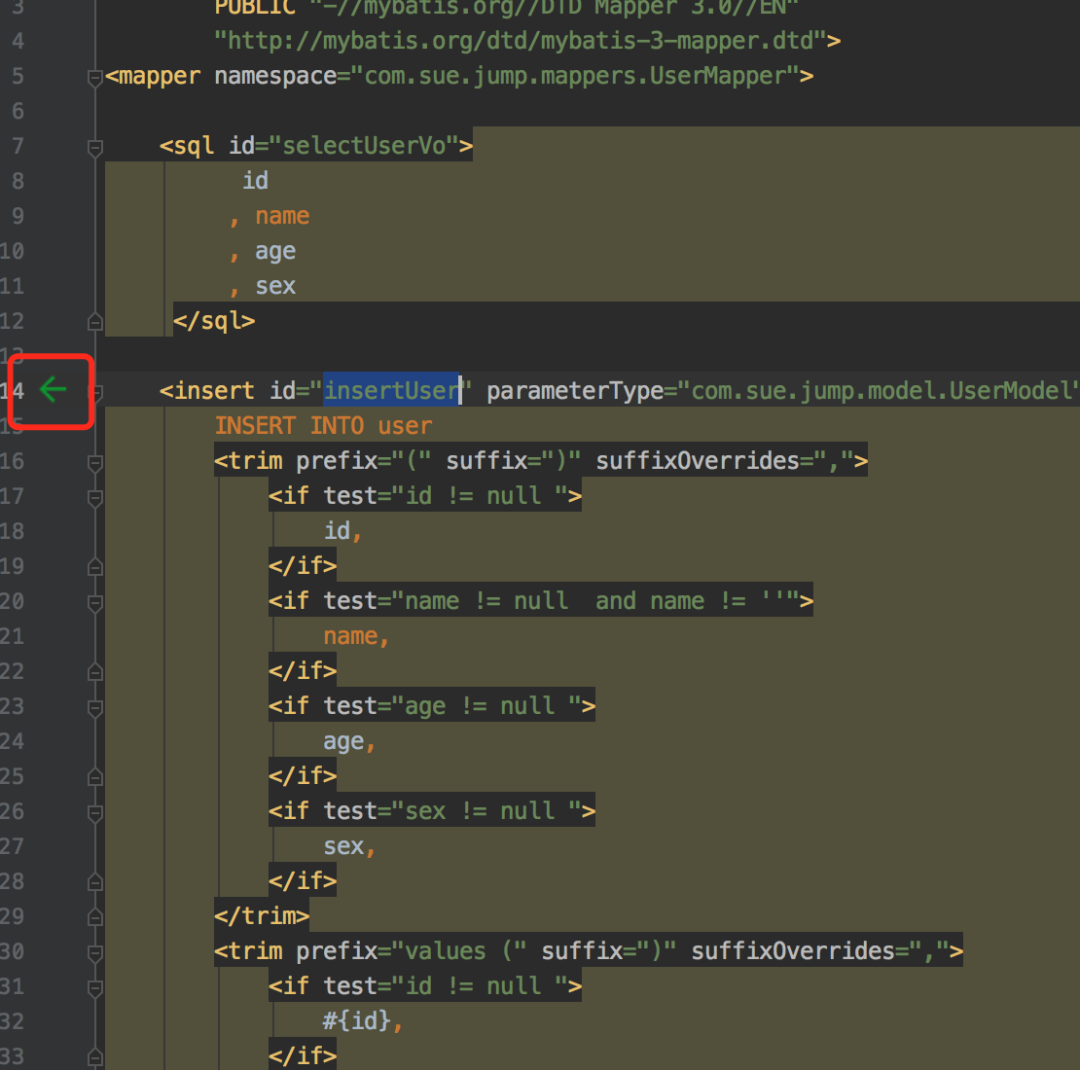 3 PUBLIC "-//mybatis.org//DTD Mapper 3.0//EN"
4 "http://mybatis.org/dtd/mybatis-3-mapper.dtd">
5 <mapper namespace="com.sue.jump.mappers.UserMapper">
6
7 <sql id="selectUserVo">
8 id
9 , name
10 , age
11 , sex
12 </sql>
13
14 <insert id="insertUser" parameterType="com.sue.jump.model.UserModel"
15 INSERT INTO user
16 <trim prefix="(" suffix=")" suffixOverrides=",">
17 <if test="id != null ">
18 id,
19 </if>
20 <if test="name != null  and name != ''">
21 name,
22 </if>
23 <if test="age != null ">
24 age,
25 </if>
26 <if test="sex != null ">
27 sex,
28 </if>
29 </trim>
30 <trim prefix="values (" suffix=")" suffixOverrides=",">
31 <if test="id != null ">
32 #{id},
33 </if>